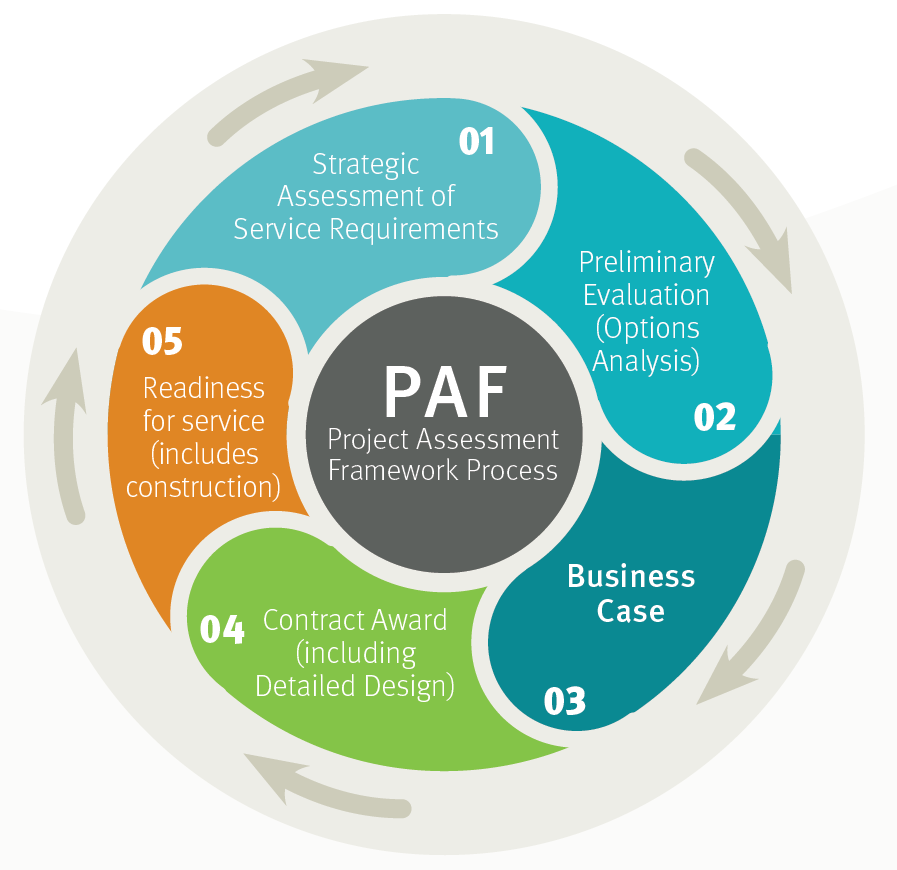 PAF
Project Assessment
Framework Process
01
Strategic
Assessment of
Service Requirements
Preliminary
Evaluation
(Options
Analysis)
02
Business
Case
03
04
Contract Award
(including
Detailed Design)
05
Readiness
for service
(includes
construction)